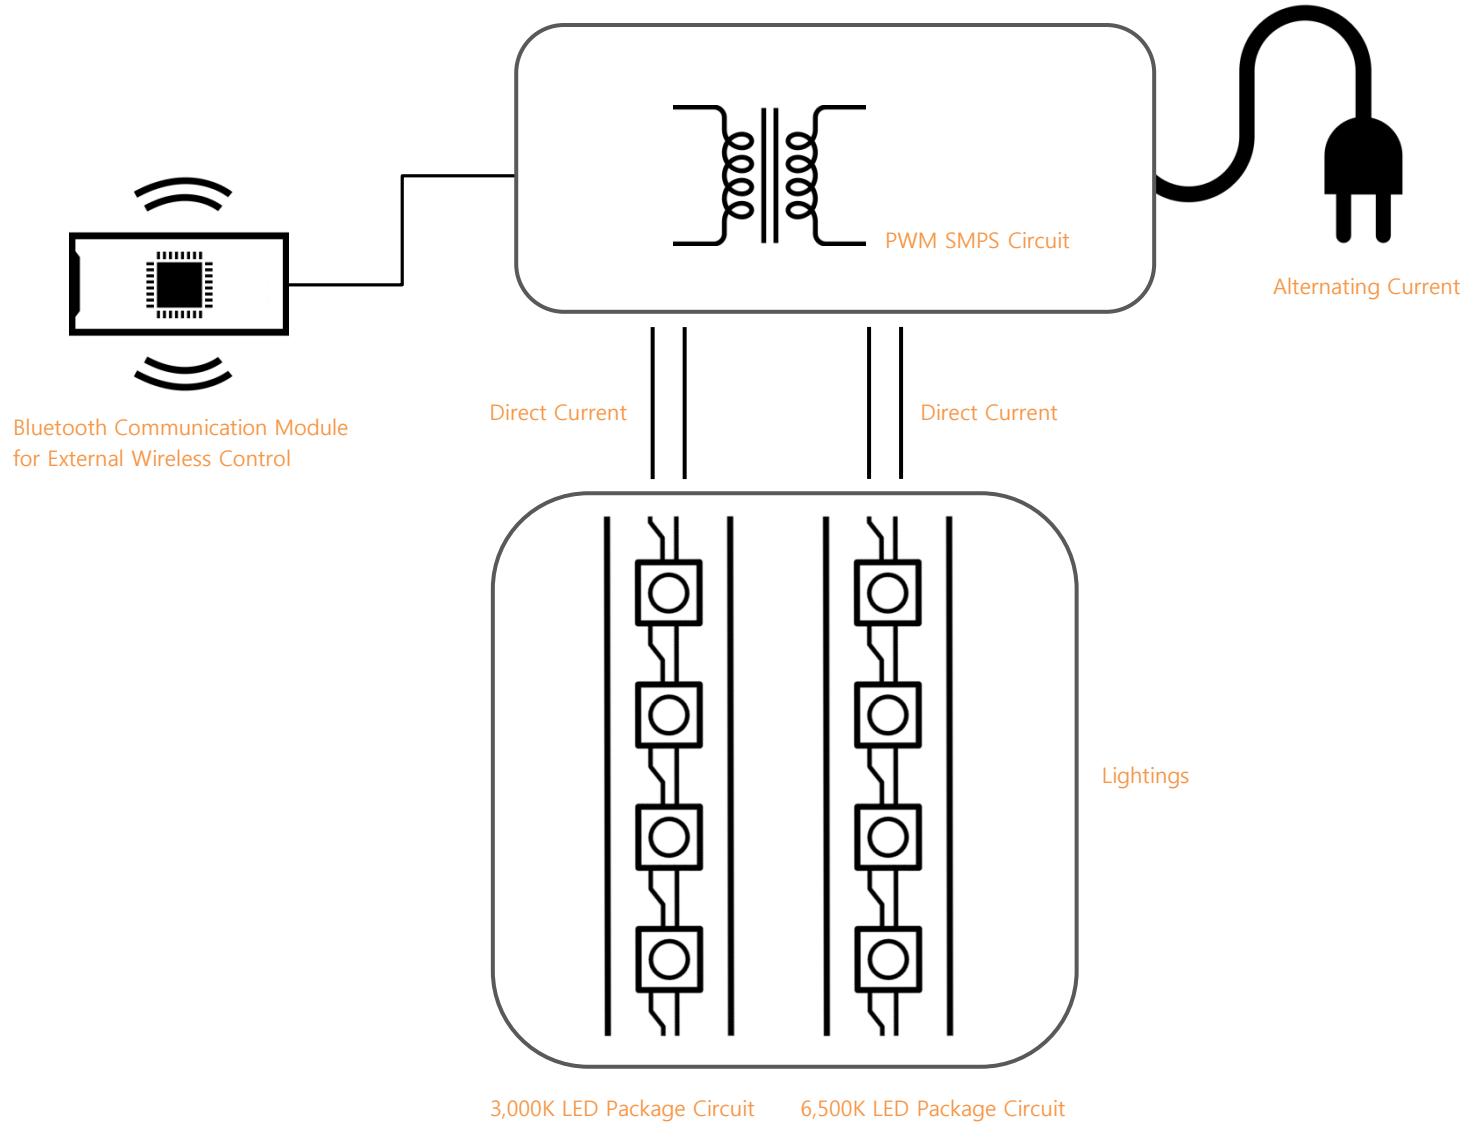 PWM SMPS Circuit
Alternating Current
Bluetooth Communication Module
for External Wireless Control
Direct Current
Direct Current
Lightings
3,000K LED Package Circuit
6,500K LED Package Circuit